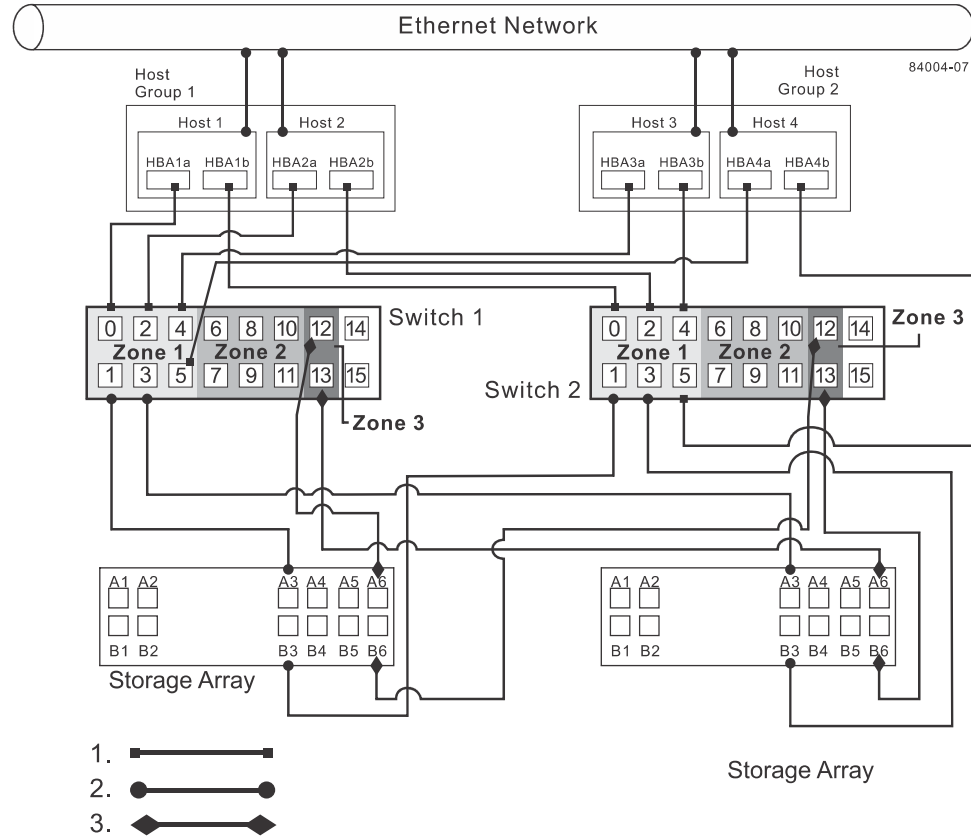 Ethernet Network
84004-07
Host
Group 1
Host
Group 2
Host 1
Host 2
Host 3
Host 4
HBA1a HBA1b HBA2a HBA2b
HBA3a HBA3b HBA4a HBA4b
0 2 4 6 8 10 12 14
Zone 1 Zone 2
1 3 5 7 9 11 13 15
Switch 1
Zone 3
0 2 4 6 8 10 12 14
Zone 1 Zone 2
1 3 5 7 9 11 13 15
Zone 3
Switch 2
A1 A2 A3 A4 A5 A6
B1 B2 B3 B4 B5 B6
Storage Array
A1 A2 A3 A4 A5 A6
B1 B2 B3 B4 B5 B6
Storage Array
1.
2.
3.